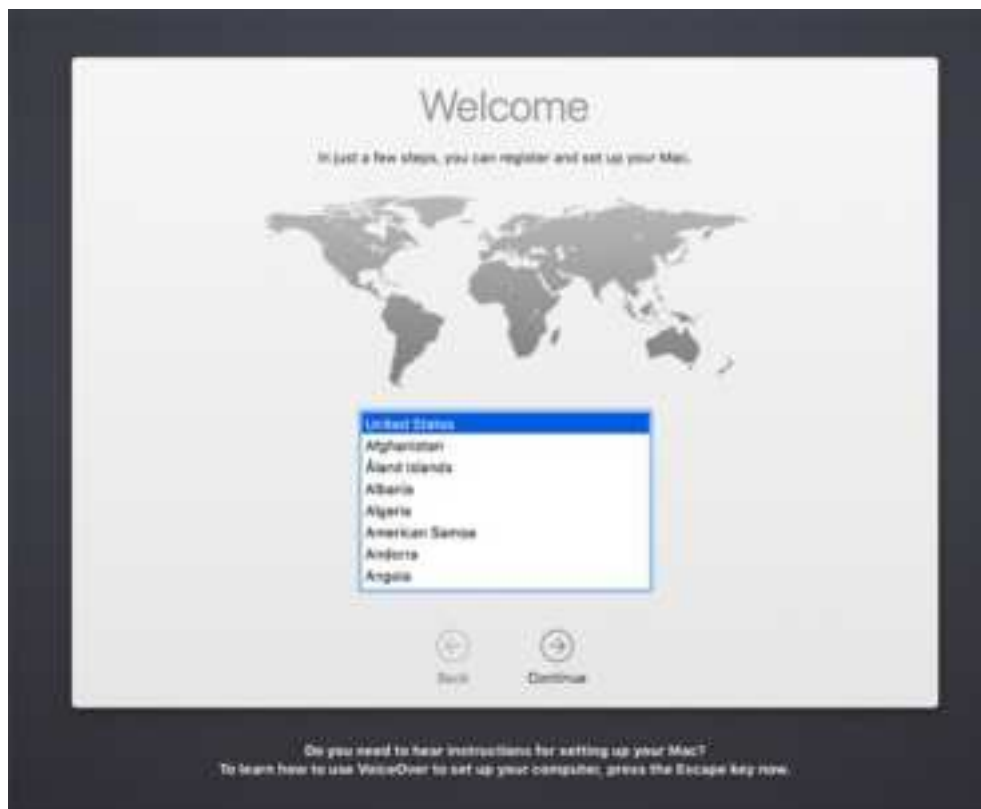 Welcome
In just a few steps, you can register and set up your Mac.
United States
Afghanistan
Åland Islands
Albania
Algeria
American Samoa
Andorra
Angola
Back
Continue
Do you need to hear instructions for setting up your Mac?
To learn how to use VoiceOver to set up your computer, press the Escape key now.